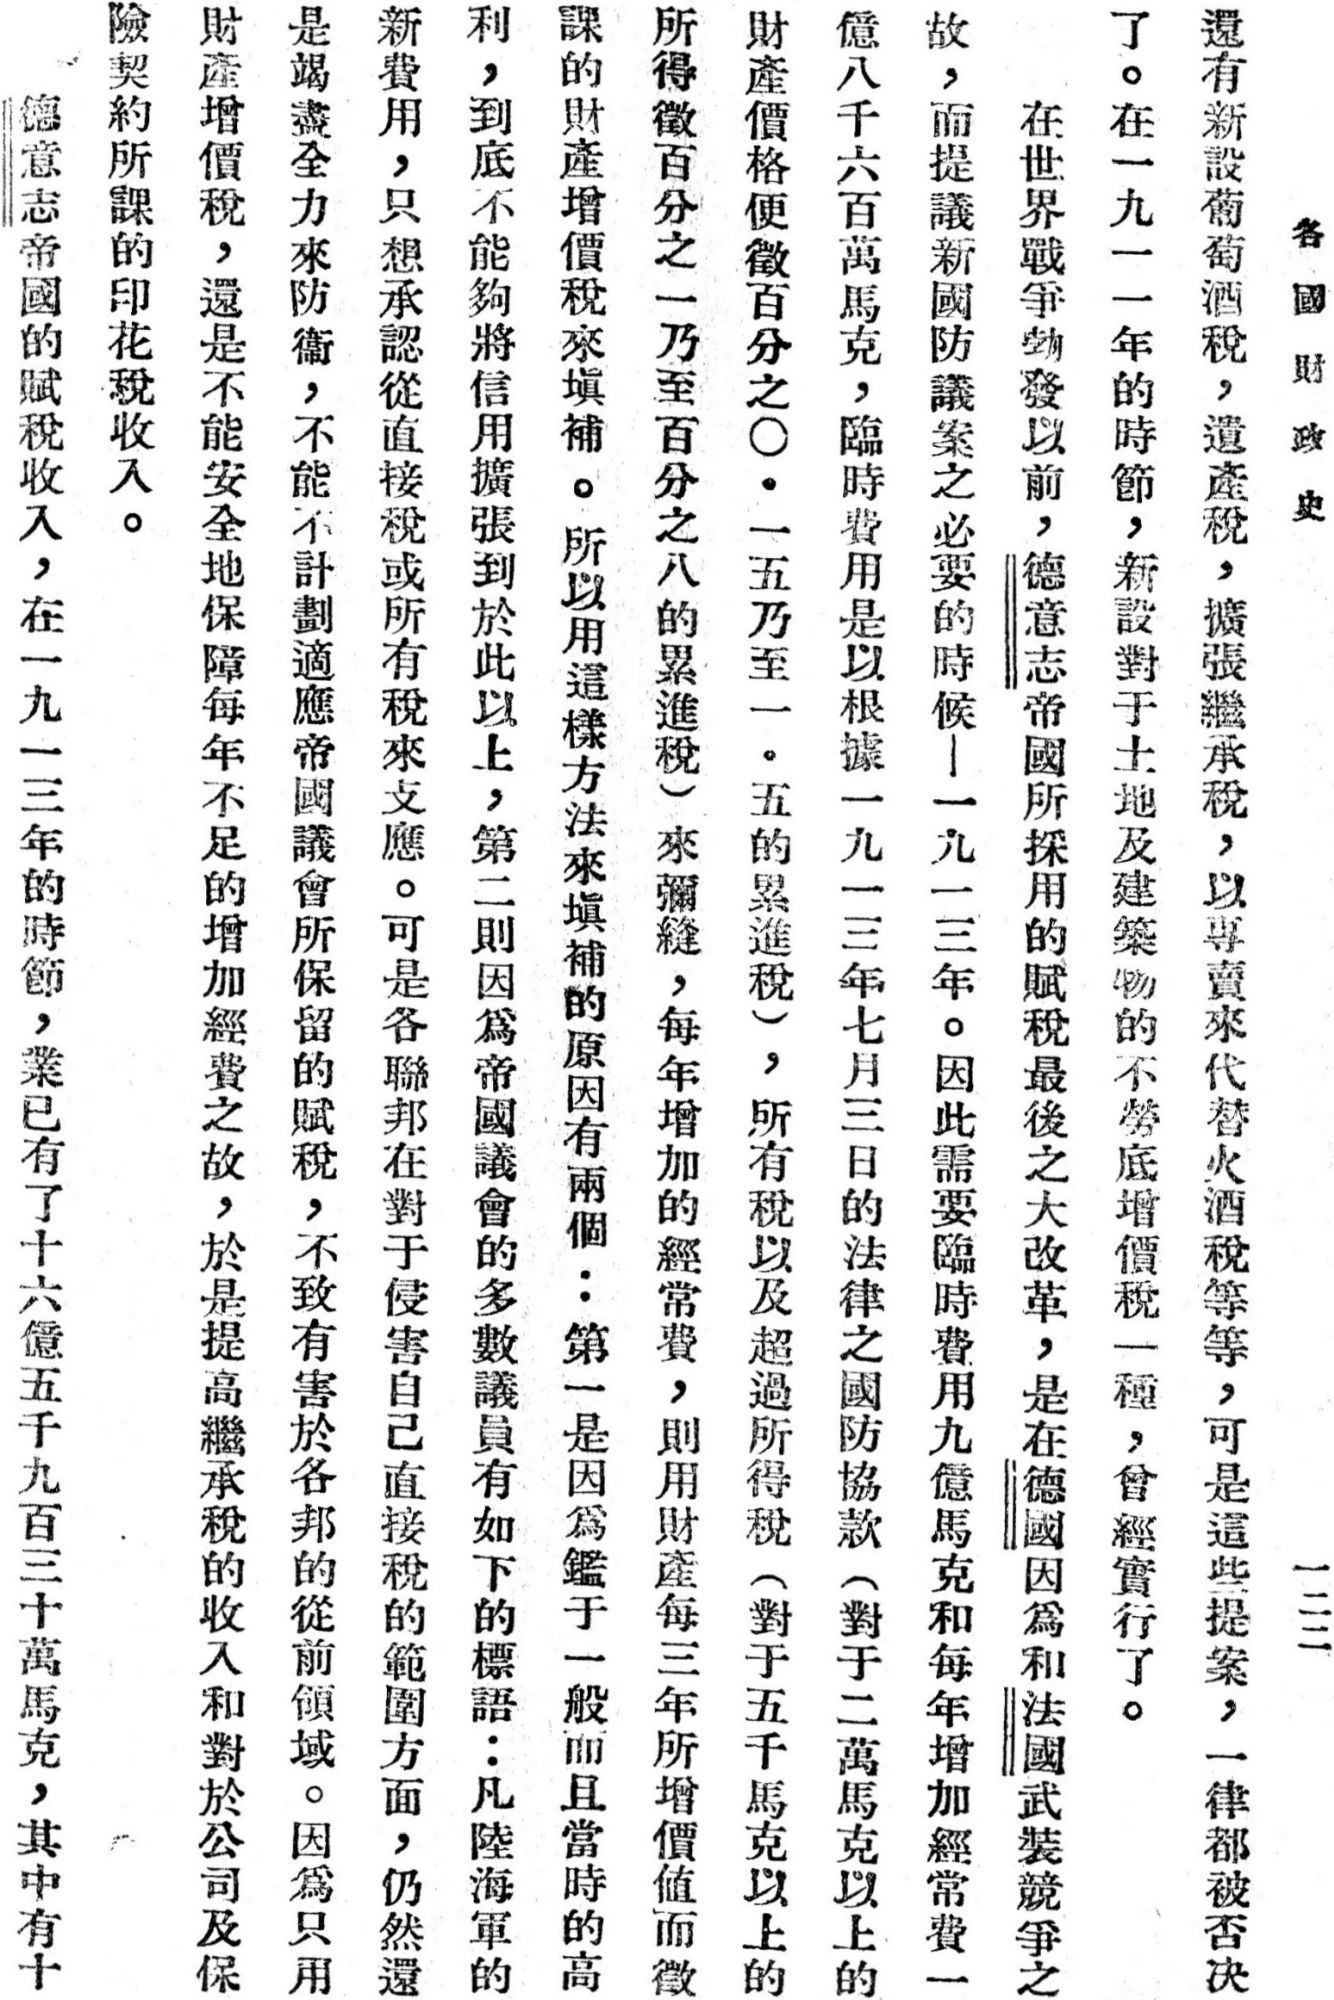 各國財政史
一二二
還有新設葡萄酒稅，遺產稅，擴張繼承稅，以專賣來代替火酒稅等等，可是這些提案，一律都被否决
了。在一九一一年的時節，新設對于土地及建築物的不勞底增價稅一種，曾經實行了。
在世界戰爭勃發以前，德意志帝國所採用的賦稅最後之大改革，是在德國因爲和法國武裝競爭之
故，而提議新國防議案之必要的時候—一九一三年。因此需要臨時費用九億馬克和每年增加經常費一
億八千六百萬馬克，臨時費用是以根據一九一三年七月三日的法律之國防協款（對于二萬馬克以上的
財產價格便徵百分之〇・一五乃至一。五的累進稅），所有稅以及超過所得稅（對于五千馬克以上的
所得徵百分之一乃至百分之八的累進稅）來彌縫，每年增加的經常費，則用財產每三年所增價值而徵
課的財產增價稅來塡補。所以用這樣方法來塡補的原因有兩個：第一是因爲鑑于一般而且當時的高
利，到底不能夠將信用擴張到於此以上，第二則因爲帝國議會的多數議員有如下的標語：凡陸海軍的
新費用，只想承認從直接稅或所有稅來支應。可是各聯邦在對于侵害自己直接稅的範圍方面，仍然還
是竭盡全力來防衞，不能不計劃適應帝國議會所保留的賦稅，不致有害於各邦的從前領域。因爲只用
財產增價稅，還是不能安全地保障每年不足的增加經費之故，於是提高繼承稅的收入和對於公司及保
險契約所課的印花稅收入。
德意志帝國的賦稅收入，在一九一三年的時節，業已有了十六億五千九百三十萬馬克，其中有十